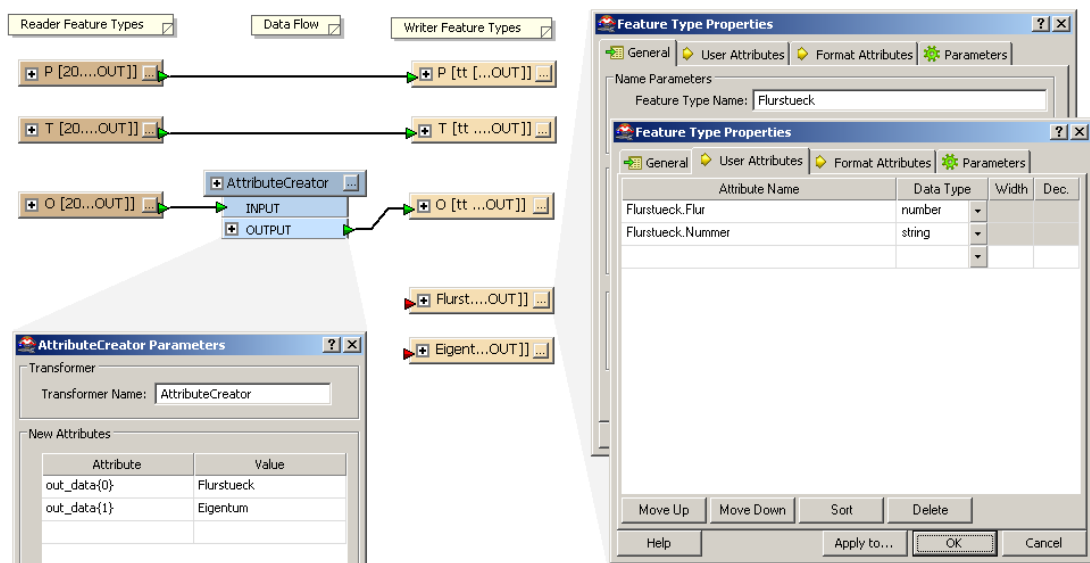 Reader Feature Types
Data Flow
Writer Feature Types
P [20....OUT]] ...
P [tt [...OUT]] ...
T [20....OUT]] ...
T [tt ....OUT]] ...
O [20...OUT]] ...
AttributeCreator ...
INPUT
OUTPUT
O [tt ...OUT]] ...
Flurst....OUT]] ...
Eigent...OUT]] ...
AttributeCreator Parameters
Transformer
Transformer Name: AttributeCreator
New Attributes
Attribute Value
out_data{0} Flurstueck
out_data{1} Eigentum
Feature Type Properties
General User Attributes Format Attributes Parameters
Name Parameters
Feature Type Name: Flurstueck
Feature Type Properties
General User Attributes Format Attributes Parameters
Attribute Name Data Type Width Dec.
Flurstueck.Flur number
Flurstueck.Nummer string
Move Up Move Down Sort Delete
Help Apply to... OK Cancel